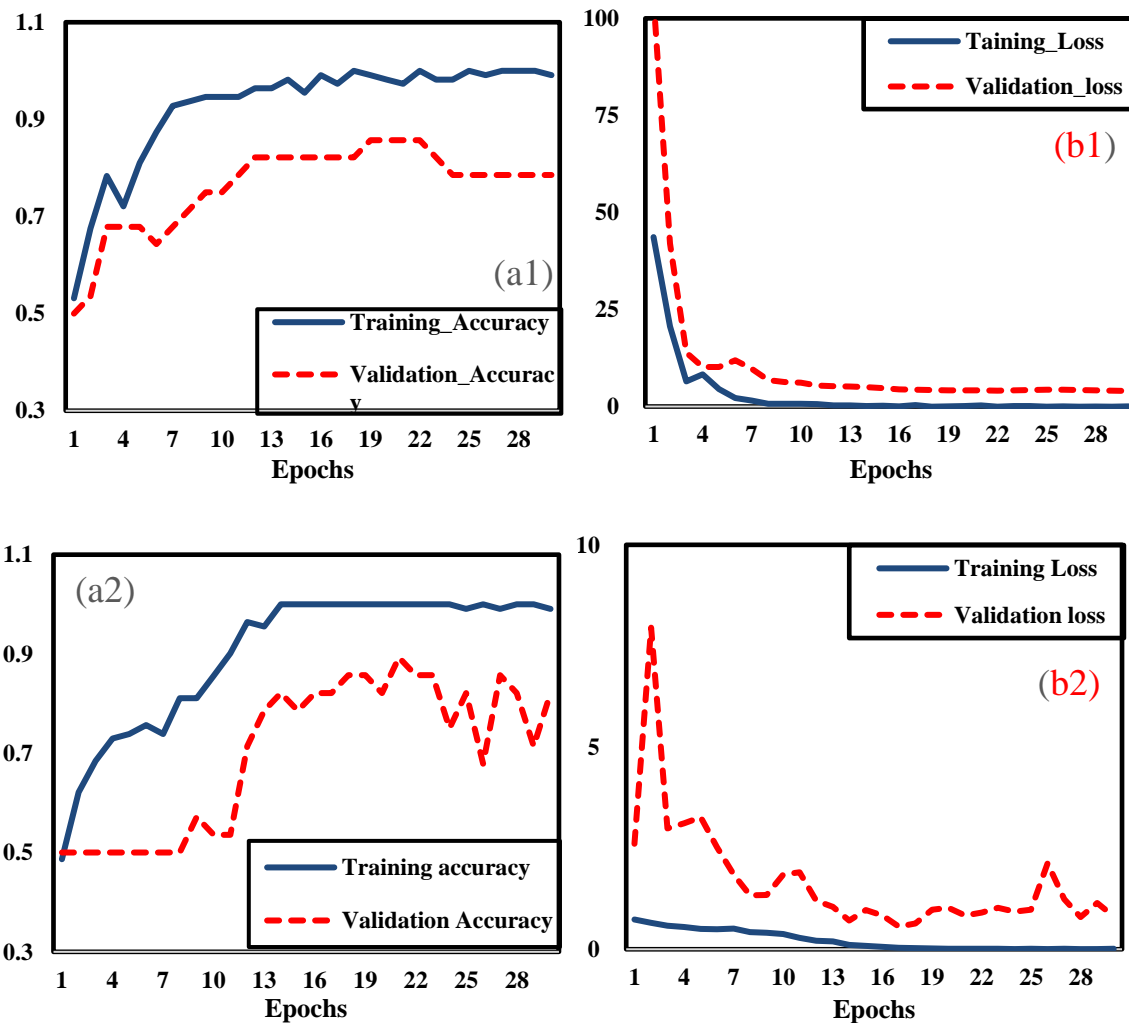 1.1
0.9
0.7
0.5
0.3
(a1)
Training_Accuracy
Validation_Accurac
y
1 4 7 10 13 16 19 22 25 28
Epochs
100
75
50
25
0
Taining_Loss
Validation_loss
(b1)
1 4 7 10 13 16 19 22 25 28
Epochs
1.1
0.9
0.7
0.5
0.3
(a2)
Training accuracy
Validation Accuracy
1 4 7 10 13 16 19 22 25 28
Epochs
10
5
0
Training Loss
Validation loss
(b2)
1 4 7 10 13 16 19 22 25 28
Epochs